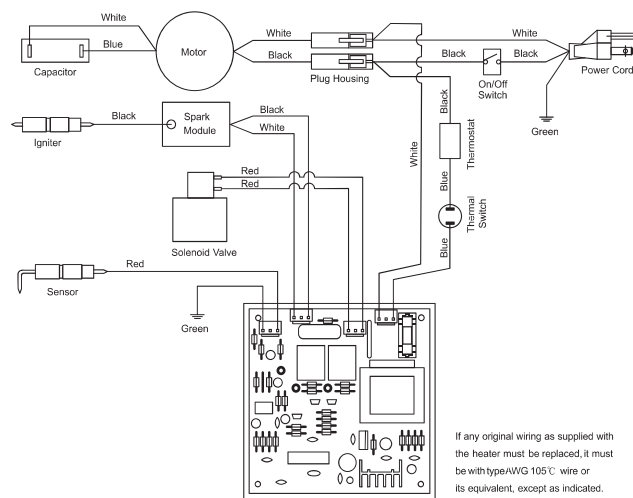 White
Blue
Capacitor
Motor
White
Black
Plug Housing
White
Black
Black
On/Off
Switch
Power Cord
Green
Black
Igniter
Spark
Module
Black
White
Black
Thermostat
White
Blue
Thermal
Switch
Blue
Red
Red
Solenoid Valve
Red
Sensor
Green
If any original wiring as supplied with
the heater must be replaced, it must
be with typeAWG 105℃ wire or
its equivalent, except as indicated.